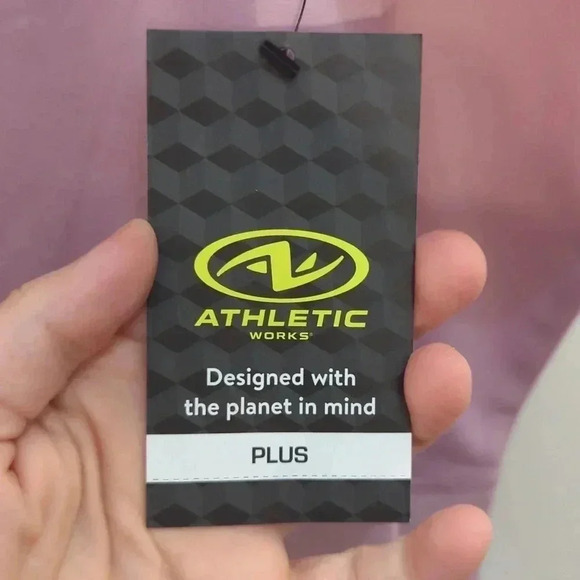 ATHLETIC
WORKS®
Designed with
the planet in mind
PLUS